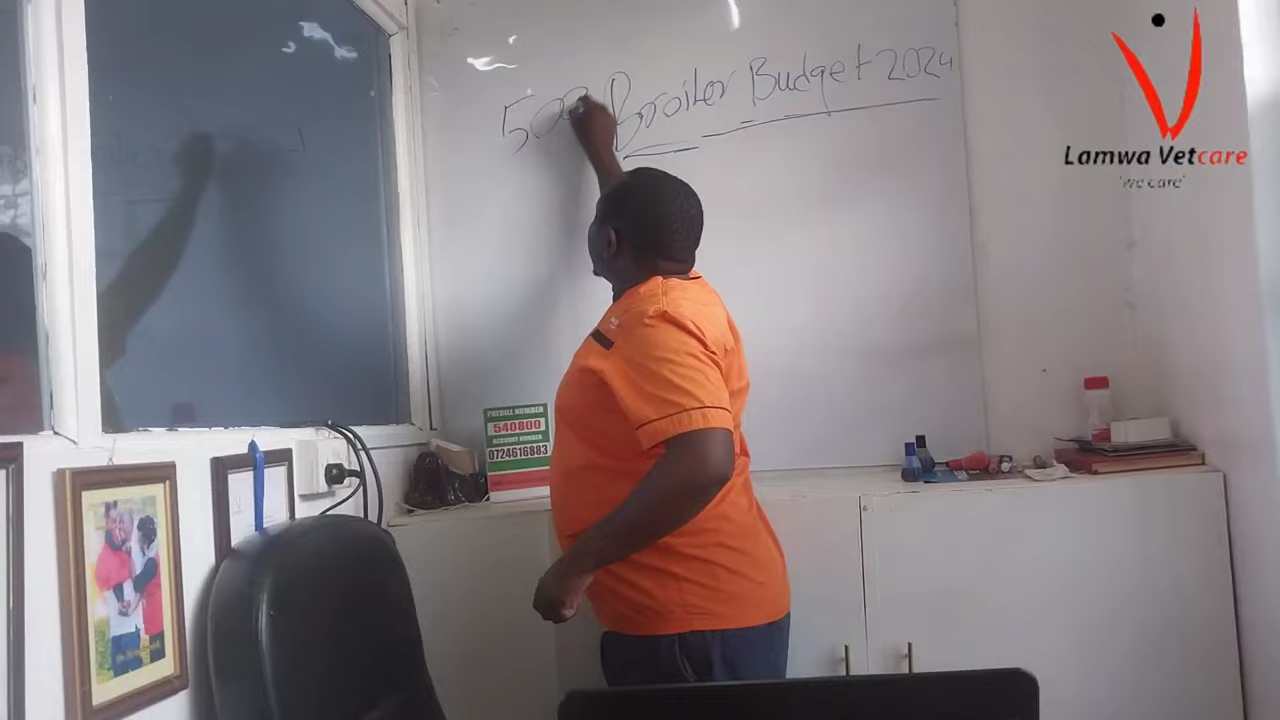 500 Broiler Budget 2024
Lamwa Vetcare
'we care'
PAYBILL NUMBER
540800
ACCOUNT NUMBER
0724616883